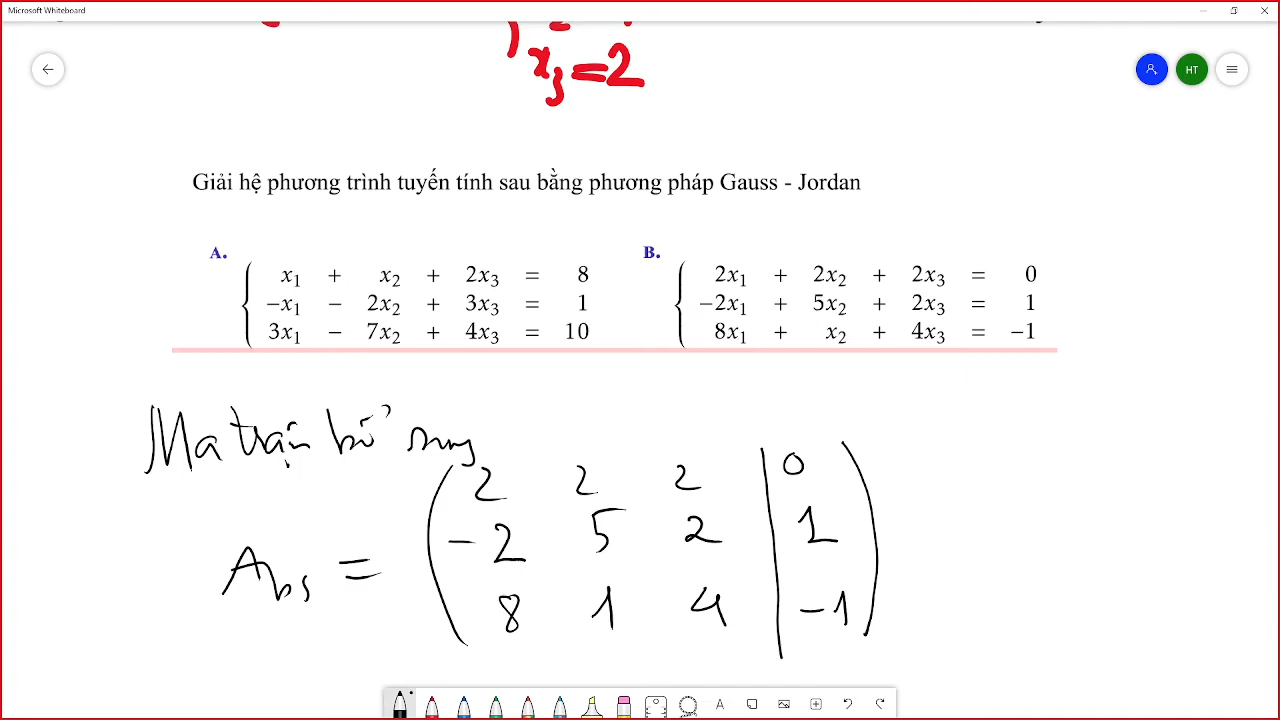 Microsoft Whiteboard
x₃ = 2
HT
Giải hệ phương trình tuyến tính sau bằng phương pháp Gauss - Jordan
A.
x₁ + x₂ + 2x₃ = 8
−x₁ − 2x₂ + 3x₃ = 1
3x₁ − 7x₂ + 4x₃ = 10
B.
2x₁ + 2x₂ + 2x₃ = 0
−2x₁ + 5x₂ + 2x₃ = 1
8x₁ + x₂ + 4x₃ = −1
Ma trận bổ sung
2 2 2 | 0
Abs = -2 5 2 | 1
8 1 4 | -1
A